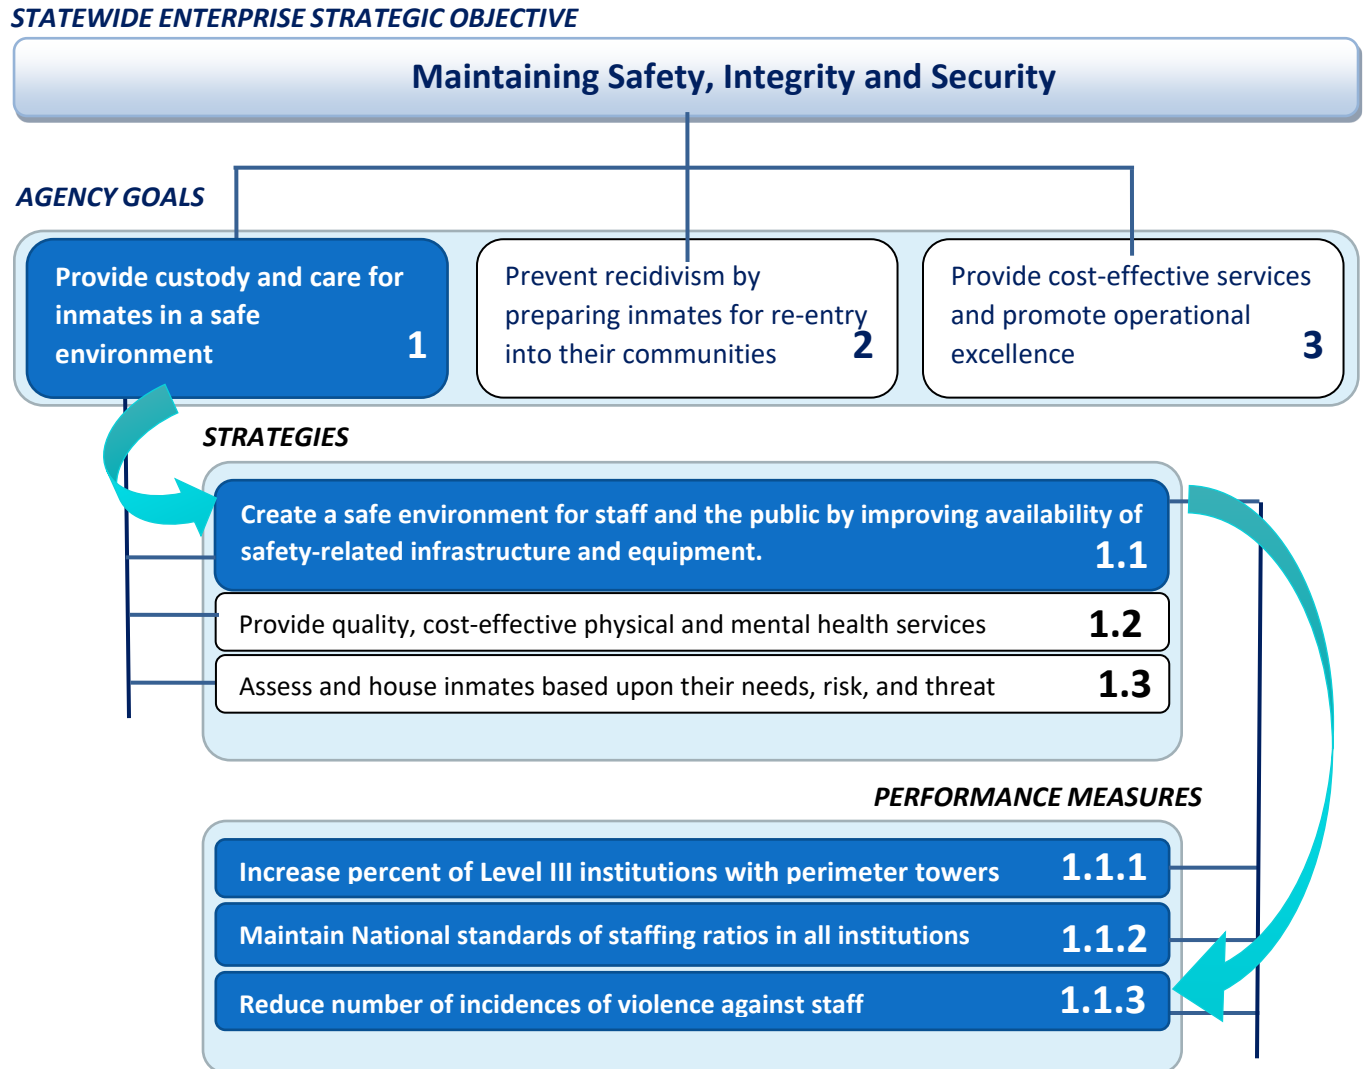 STATEWIDE ENTERPRISE STRATEGIC OBJECTIVE
Maintaining Safety, Integrity and Security
AGENCY GOALS
Provide custody and care for
inmates in a safe
environment 1
Prevent recidivism by
preparing inmates for re-entry
into their communities 2
Provide cost-effective services
and promote operational
excellence 3
STRATEGIES
Create a safe environment for staff and the public by improving availability of
safety-related infrastructure and equipment. 1.1
Provide quality, cost-effective physical and mental health services 1.2
Assess and house inmates based upon their needs, risk, and threat 1.3
PERFORMANCE MEASURES
Increase percent of Level III institutions with perimeter towers 1.1.1
Maintain National standards of staffing ratios in all institutions 1.1.2
Reduce number of incidences of violence against staff 1.1.3